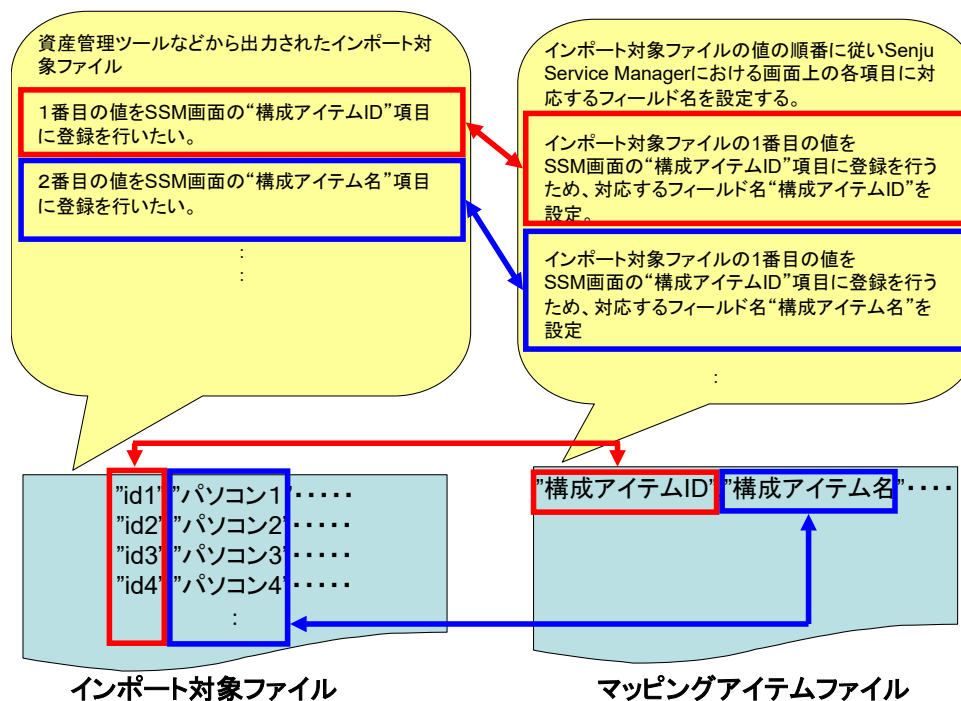 資産管理ツールなどから出力されたインポート対
象ファイル
1番目の値をSSM画面の“構成アイテムID”項目
に登録を行いたい。
2番目の値をSSM画面の“構成アイテム名”項目
に登録を行いたい。
:
:
インポート対象ファイルの値の順番に従いSenju
Service Managerにおける画面上の各項目に対
応するフィールド名を設定する。
インポート対象ファイルの1番目の値を
SSM画面の“構成アイテムID”項目に登録を行う
ため、対応するフィールド名“構成アイテムID”を
設定。
インポート対象ファイルの1番目の値を
SSM画面の“構成アイテムID”項目に登録を行う
ため、対応するフィールド名“構成アイテム名”を
設定
:
”id1” ”パソコン1”・・・・・
”id2” ”パソコン2”・・・・・
”id3” ”パソコン3”・・・・・
”id4” ”パソコン4”・・・・・
:
インポート対象ファイル
”構成アイテムID” ”構成アイテム名”・・・・
マッピングアイテムファイル